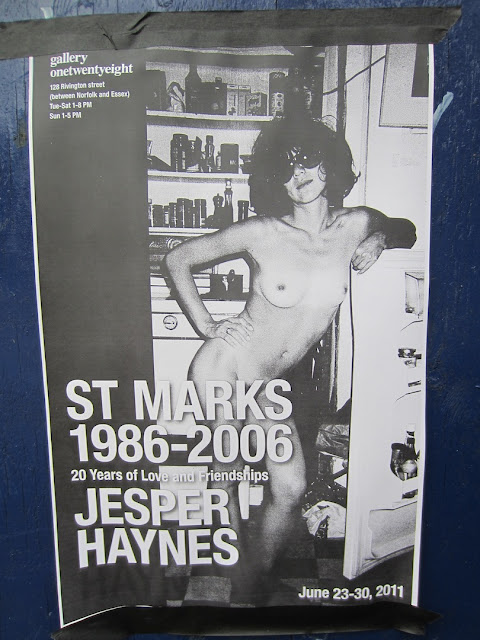 gallery
onetwentyeight
128 Rivington street
(between Norfolk and Essex)
Tue-Sat 1-8 PM
Sun 1-5 PM
ST MARKS
1986-2006
20 Years of Love and Friendships
JESPER
HAYNES
June 23-30, 2011